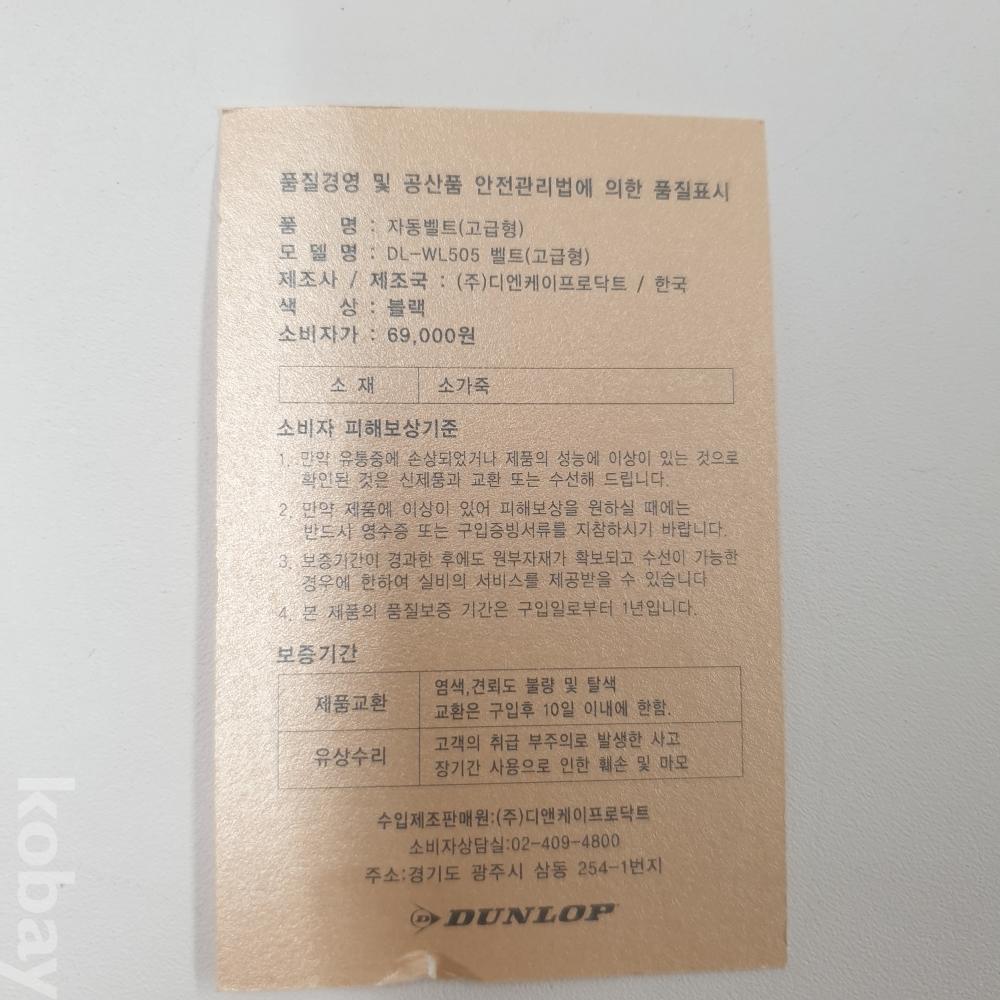 품질경영 및 공산품 안전관리법에 의한 품질표시
품 명 : 자동벨트(고급형)
모 델 명 : DL-WL505 벨트(고급형)
제조사 / 제조국 : (주)디엔케이프로닥트 / 한국
색 상 : 블랙
소비자가 : 69,000원
소 재 소가죽
소비자 피해보상기준
1. 만약 유통중에 손상되었거나 제품의 성능에 이상이 있는 것으로
확인된 것은 신제품과 교환 또는 수선해 드립니다.
2. 만약 제품에 이상이 있어 피해보상을 원하실 때에는
반드시 영수증 또는 구입증빙서류를 지참하시기 바랍니다.
3. 보증기간이 경과한 후에도 원부자재가 확보되고 수선이 가능한
경우에 한하여 실비의 서비스를 제공받을 수 있습니다
4. 본 제품의 품질보증 기간은 구입일로부터 1년입니다.
보증기간
제품교환 염색,견뢰도 불량 및 탈색
교환은 구입후 10일 이내에 한함.
유상수리 고객의 취급 부주의로 발생한 사고
장기간 사용으로 인한 훼손 및 마모
수입제조판매원:(주)디앤케이프로닥트
소비자상담실:02-409-4800
주소:경기도 광주시 삼동 254-1번지
D DUNLOP
kobay